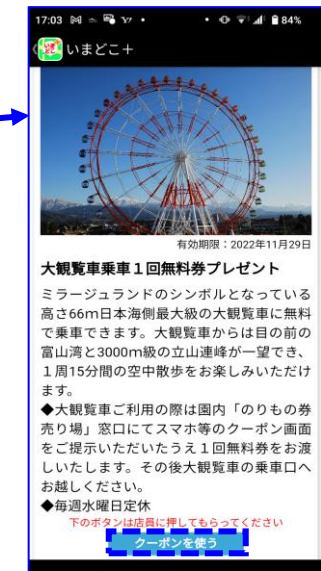 17:03 84%
いまどこ＋
有効期限：2022年11月29日
大観覧車乗車１回無料券プレゼント
ミラージュランドのシンボルとなっている
高さ66m日本海側最大級の大観覧車に無料
で乗車できます。大観覧車からは目の前の
富山湾と3000m級の立山連峰が一望でき、
１周15分間の空中散歩をお楽しみいただけ
ます。
◆大観覧車ご利用の際は園内「のりもの券
売り場」窓口にてスマホ等のクーポン画面
をご提示いただいたうえ１回無料券をお渡
しいたします。その後大観覧車の乗車口へ
お越しください。
◆毎週水曜日定休
下のボタンは店員に押してもらってください
クーポンを使う